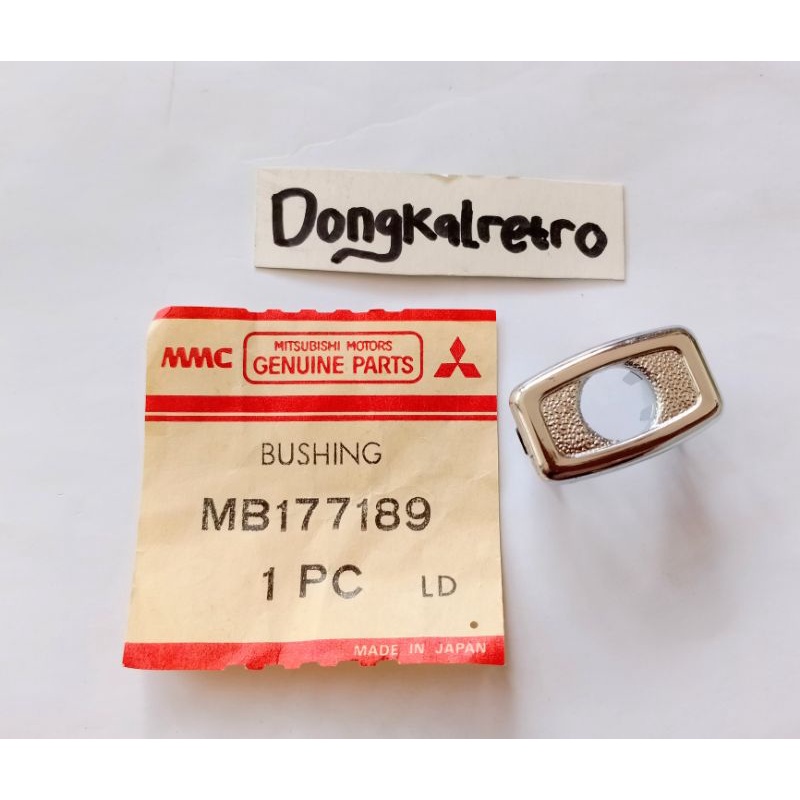 Dongkalretro
MMC
MITSUBISHI MOTORS
GENUINE PARTS
BUSHING
MB177189
1 PC LD
MADE IN JAPAN